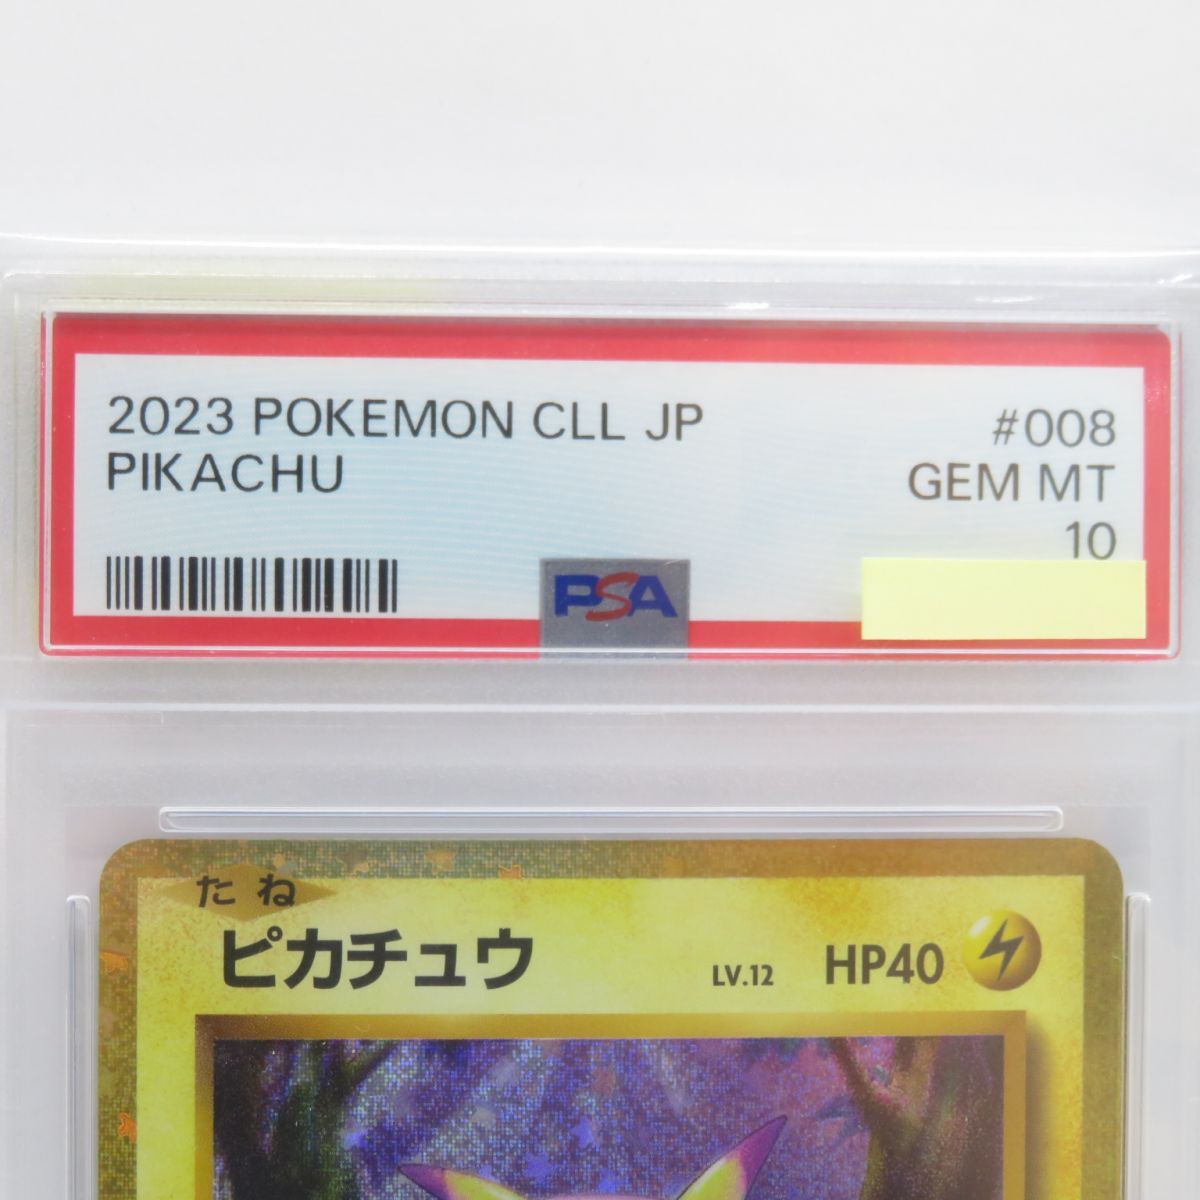 2023 POKEMON CLL JP #008
PIKACHU GEM MT
10
PSA
たね
ピカチュウ LV.12 HP40